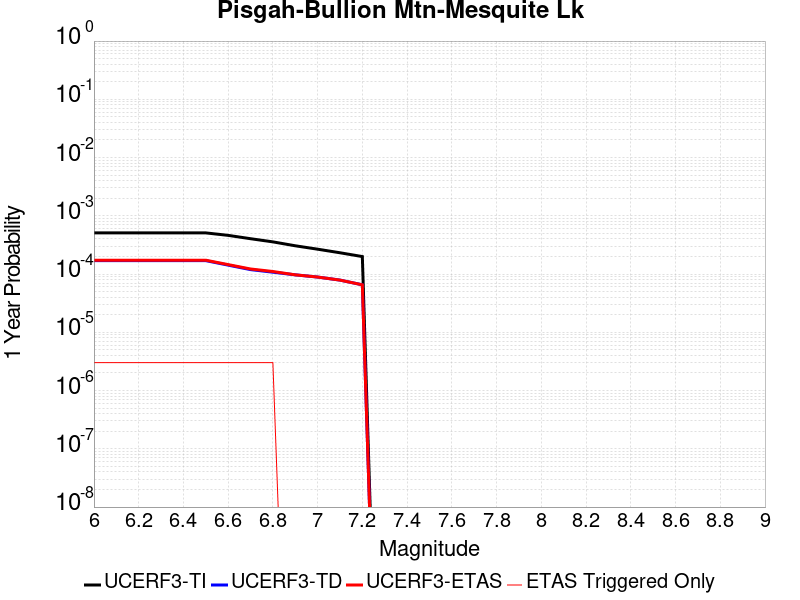 Pisgah-Bullion Mtn-Mesquite Lk
10^0
10^-1
10^-2
10^-3
10^-4
10^-5
10^-6
10^-7
10^-8
1 Year Probability
6 6.2 6.4 6.6 6.8 7 7.2 7.4 7.6 7.8 8 8.2 8.4 8.6 8.8 9
Magnitude
UCERF3-TI UCERF3-TD UCERF3-ETAS ETAS Triggered Only